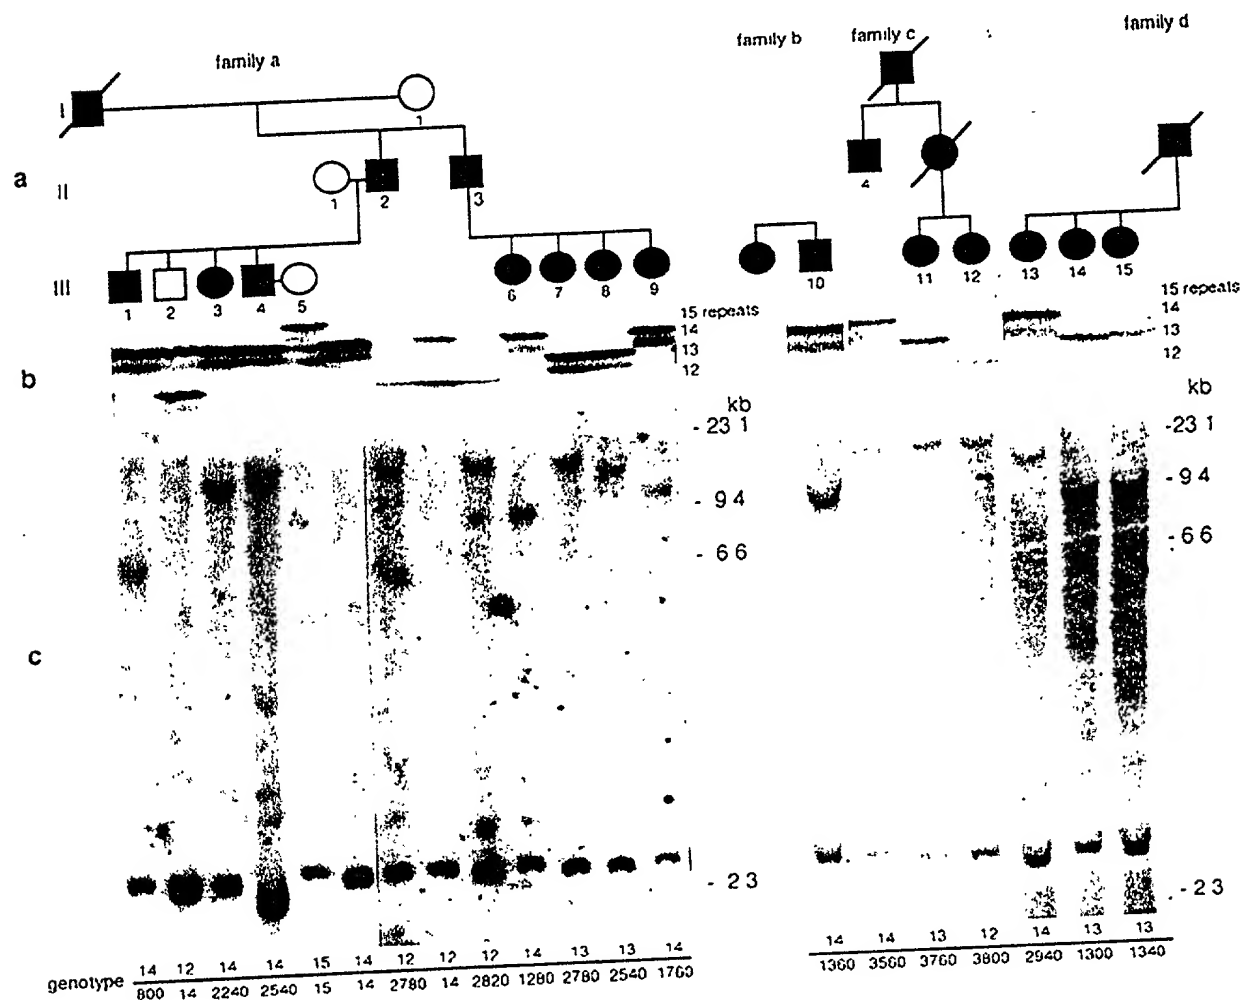 family a
family b
family c
family d
I
1
a
II
1
2
3
4
III
1
2
3
4
5
6
7
8
9
10
11
12
13
14
15
15 repeats
14
13
12
15 repeats
14
13
12
b
kb
- 23 1
- 9 4
- 6 6
- 2 3
kb
-23 1
-9 4
-6 6
-2 3
c
14 12 14 14 15 14 12 12 12 14 13 13 14
genotype 800 14 2240 2540 15 14 2780 14 2820 1280 2780 2540 1760
14 14 13 12 14 13 13
1360 3560 3760 3800 2940 1300 1340